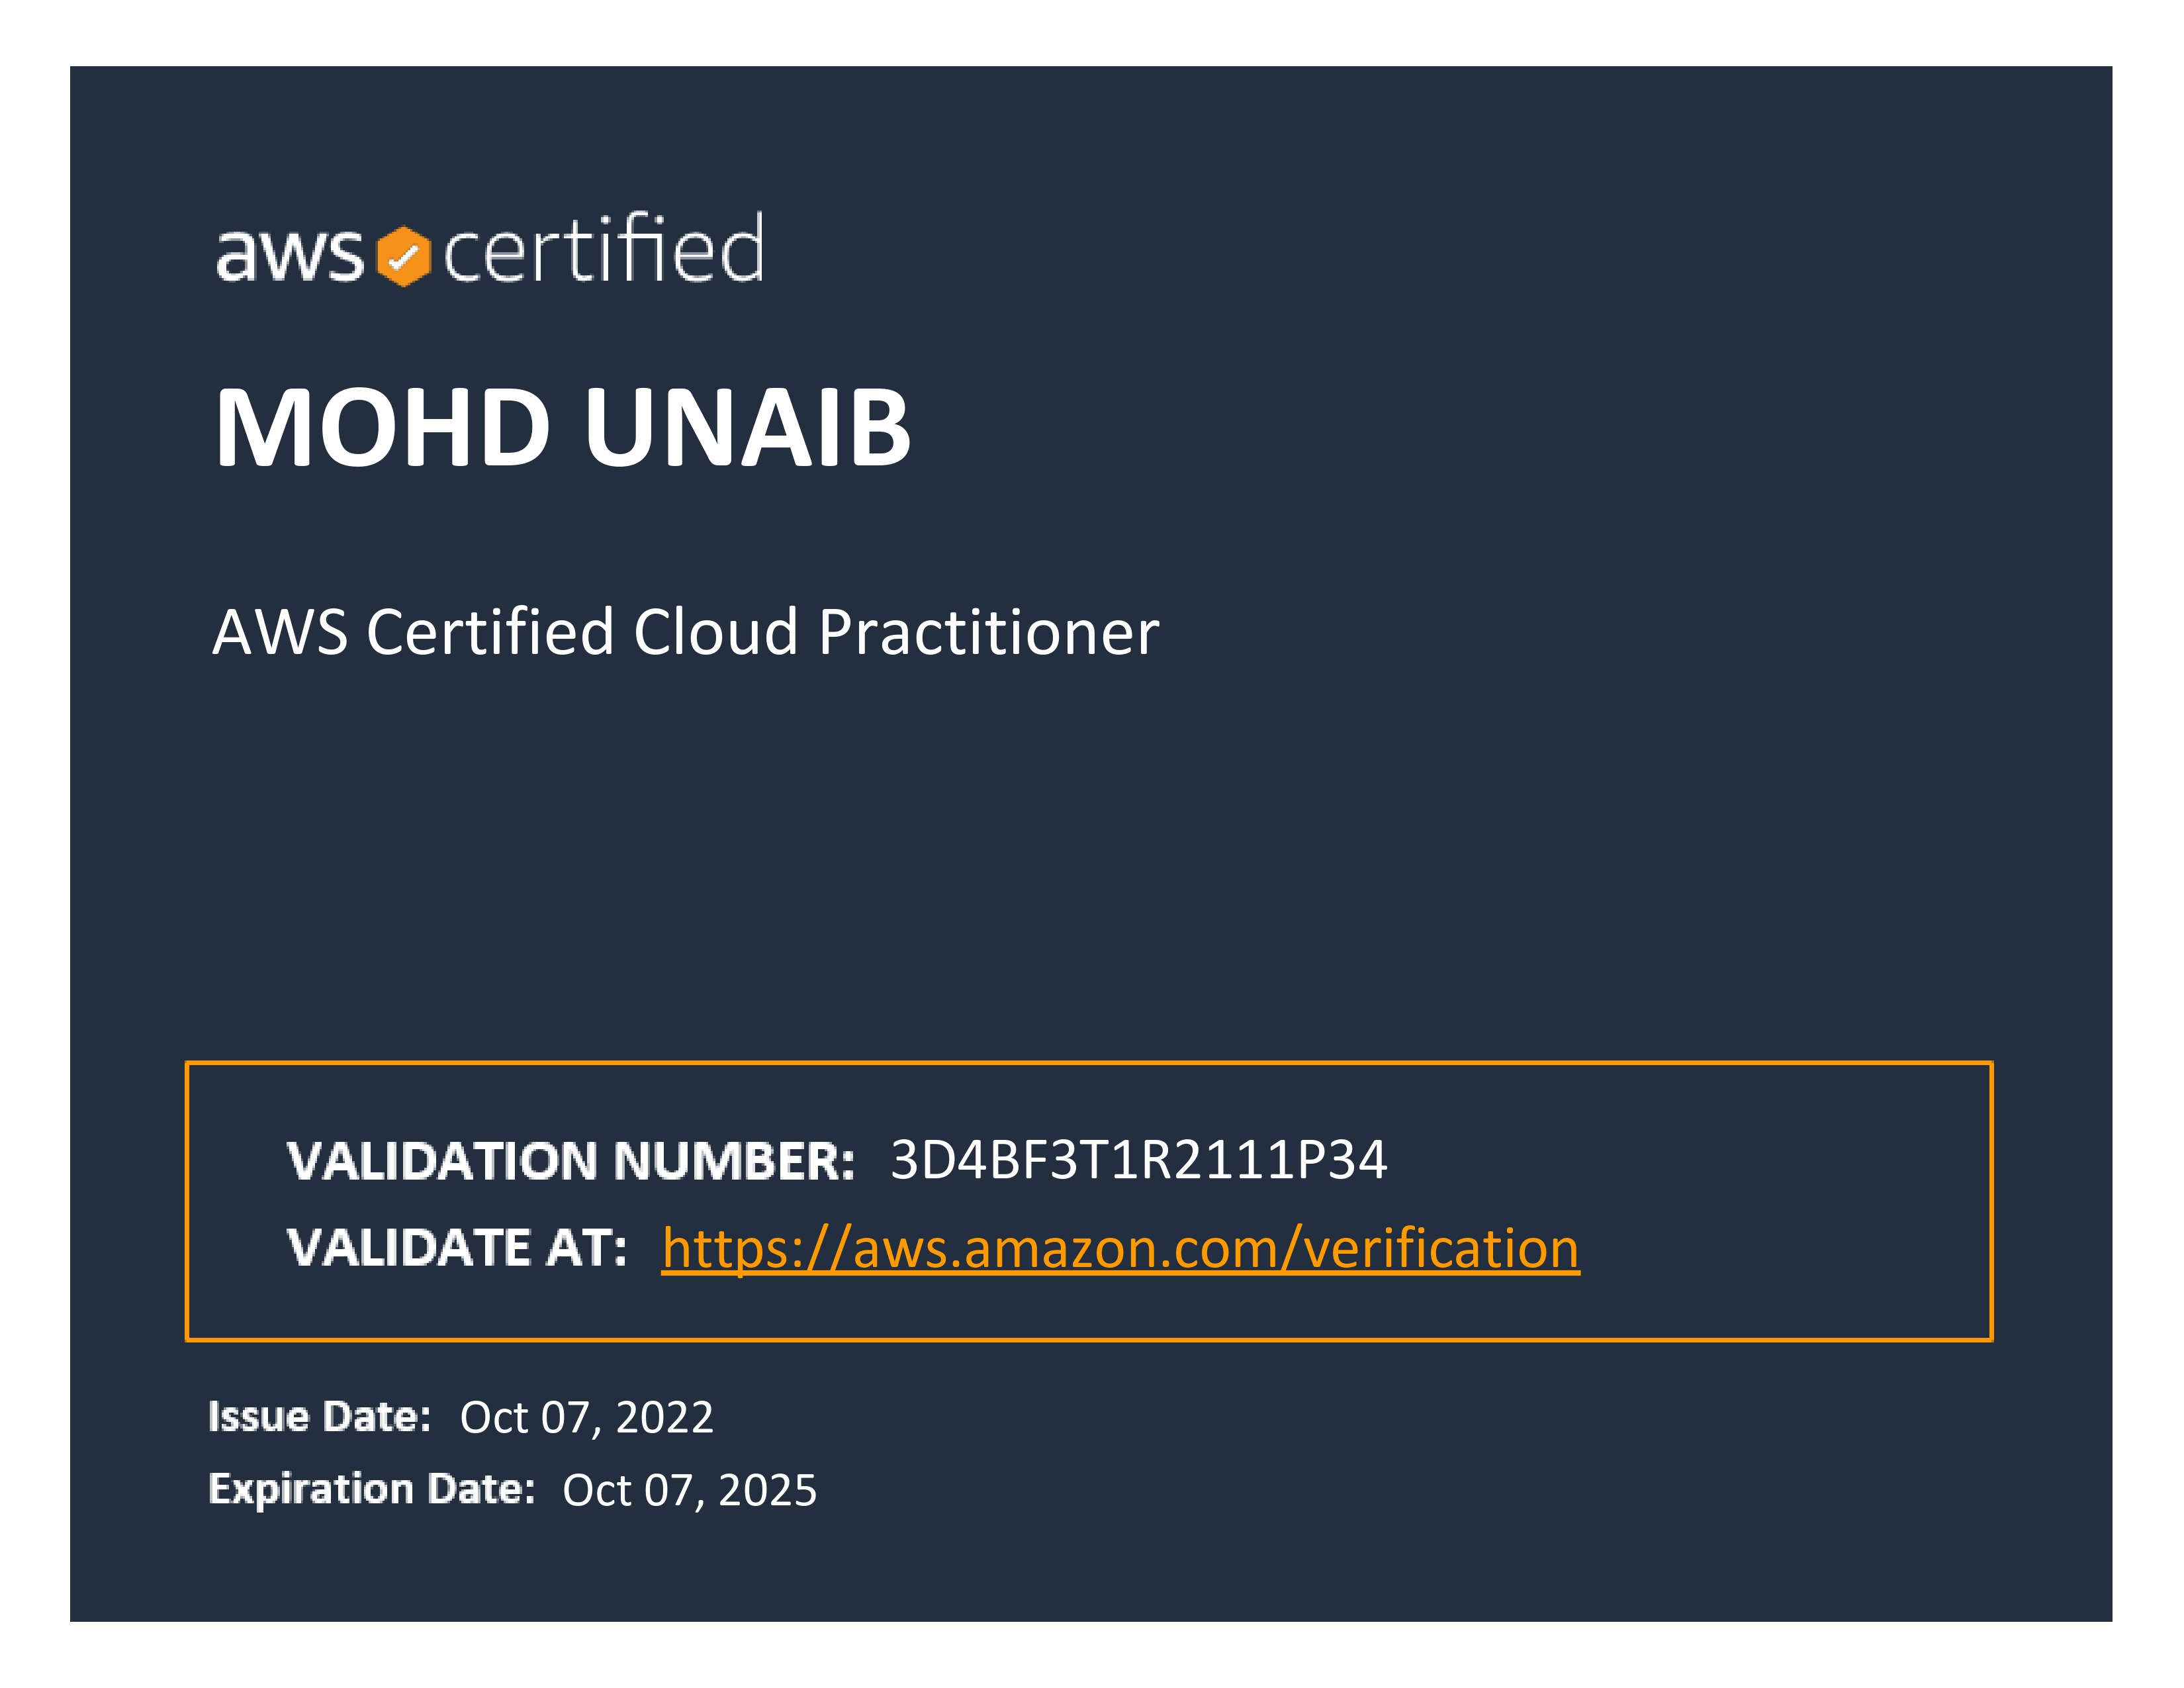 aws certified
MOHD UNAIB
AWS Certified Cloud Practitioner
VALIDATION NUMBER: 3D4BF3T1R2111P34
VALIDATE AT: https://aws.amazon.com/verification
Issue Date: Oct 07, 2022
Expiration Date: Oct 07, 2025